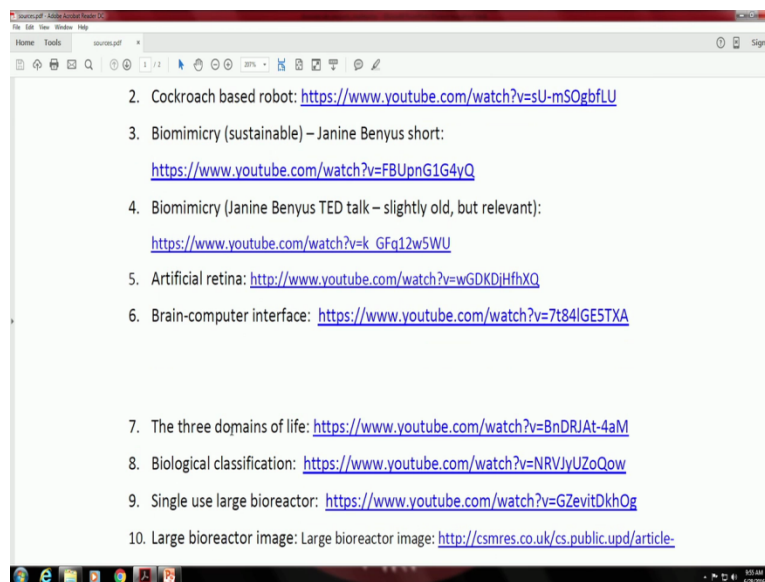 sources.pdf - Adobe Acrobat Reader DC
File Edit View Window Help
Home Tools sources.pdf × Sign
1 / 2
2. Cockroach based robot: https://www.youtube.com/watch?v=sU-mSOgbfLU
3. Biomimicry (sustainable) – Janine Benyus short:
https://www.youtube.com/watch?v=FBUpnG1G4yQ
4. Biomimicry (Janine Benyus TED talk – slightly old, but relevant):
https://www.youtube.com/watch?v=k_GFq12w5WU
5. Artificial retina: http://www.youtube.com/watch?v=wGDKDjHfhXQ
6. Brain-computer interface: https://www.youtube.com/watch?v=7t84lGE5TXA
7. The three domains of life: https://www.youtube.com/watch?v=BnDRJAt-4aM
8. Biological classification: https://www.youtube.com/watch?v=NRVJyUZoQow
9. Single use large bioreactor: https://www.youtube.com/watch?v=GZevitDkhOg
10. Large bioreactor image: Large bioreactor image: http://csmres.co.uk/cs.public.upd/article-
9:55 AM